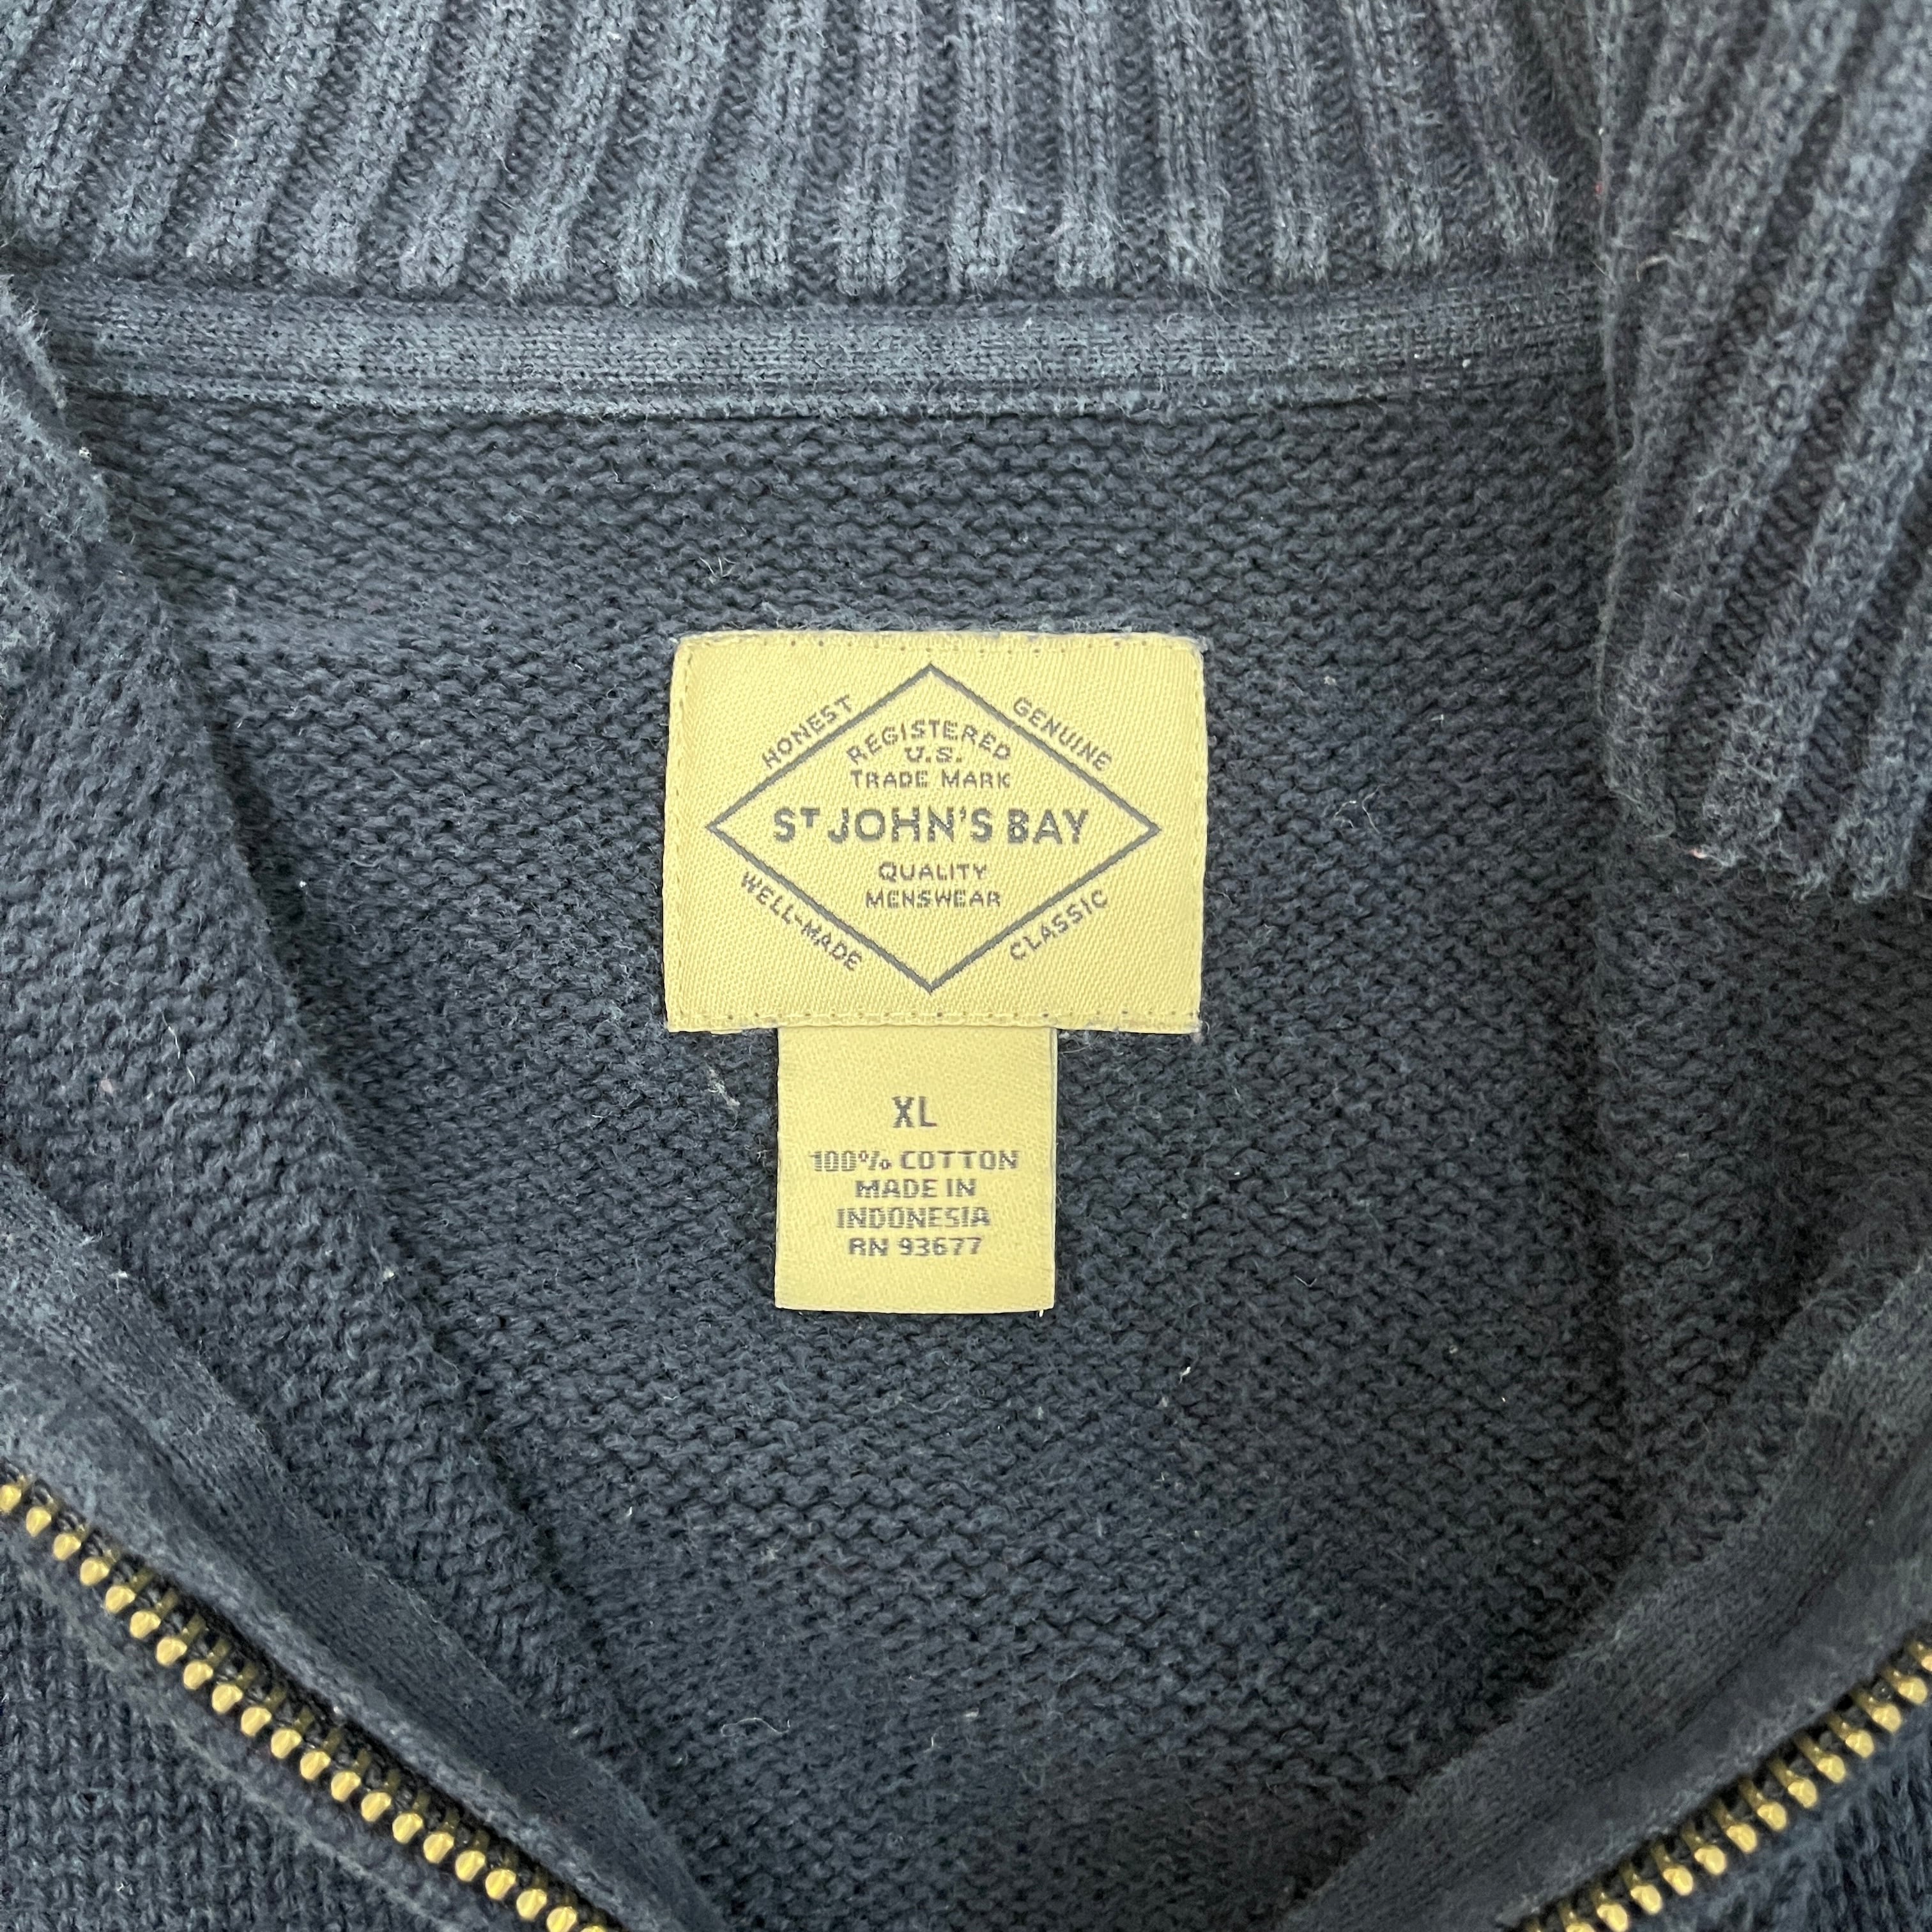 HONEST
GENUINE
REGISTERED
U.S.
TRADE MARK
ST JOHN'S BAY
QUALITY
MENSWEAR
WELL-MADE
CLASSIC
XL
100% COTTON
MADE IN
INDONESIA
RN 93677